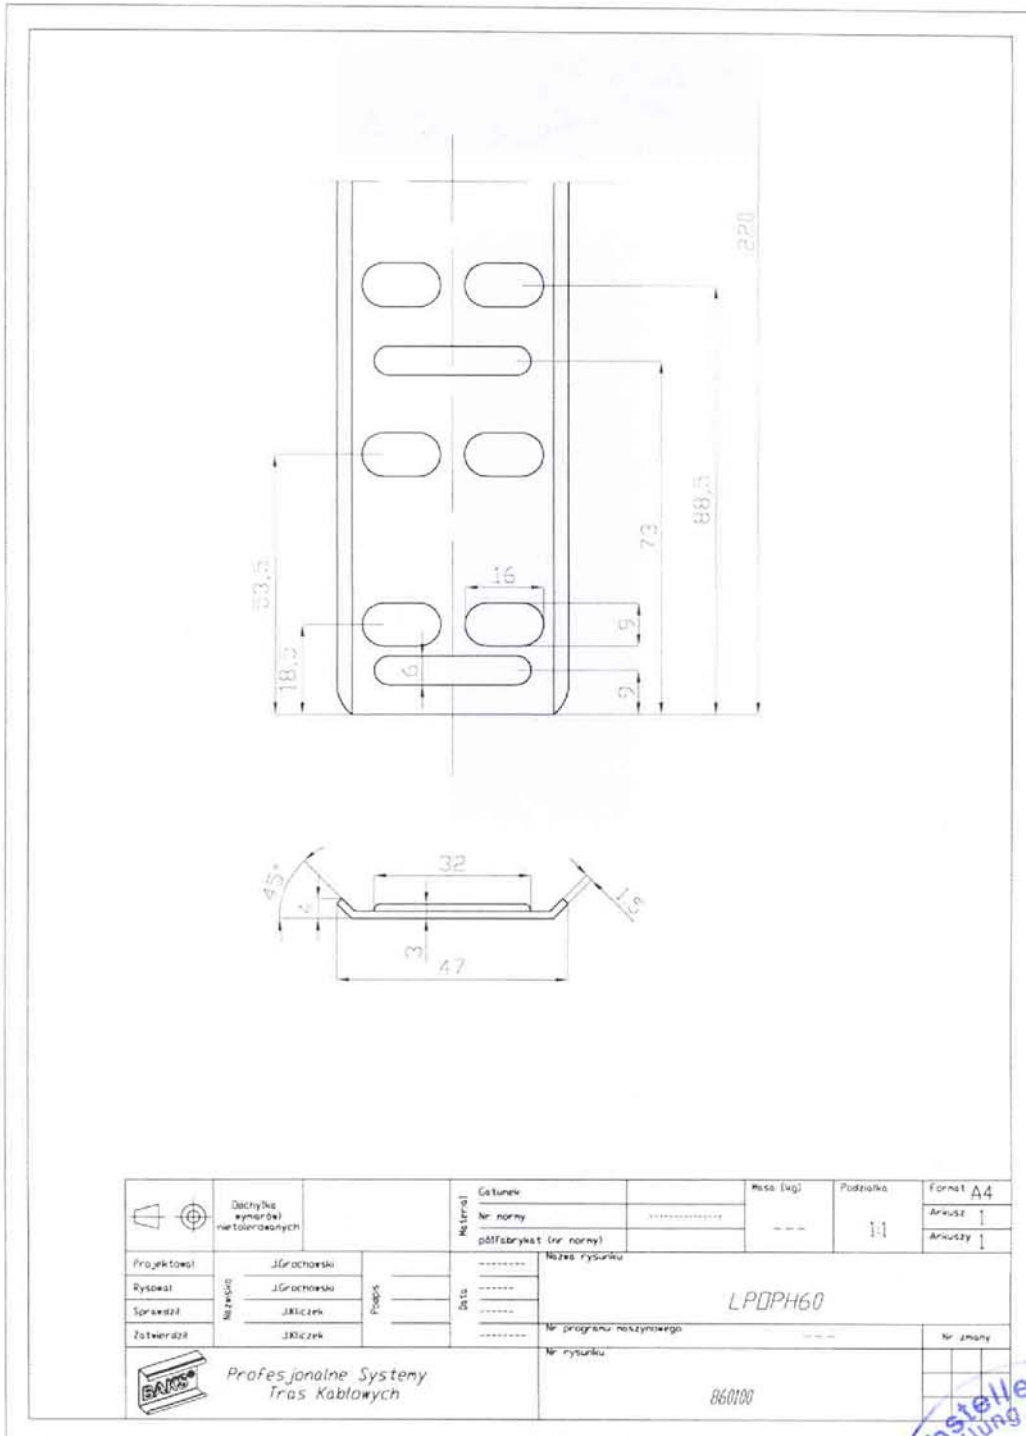 220
88,5
73
53,5
18,5
16
9
6
9
45°
4
32
1.5
3
47
Odchyłka
wymarów)
nietolerowanych
Materiał
Gatunek
Nr normy
-------------
półfabrykat (nr normy)
Masa (kg)
---
Podziałka
1:1
Format A4
Arkusz 1
Arkuszy 1
Projektował
J.Grochowski
Rysował
J.Grochowski
Sprawdził
J.Kliczek
Zatwierdził
J.Kliczek
Nazwisko
Podpis
Data
Nazwa rysunku
LPOPH60
Nr programu maszynowego
---
Nr zmiany
BAKS®
Profesjonalne Systemy
Tras Kablowych
Nr rysunku
860100